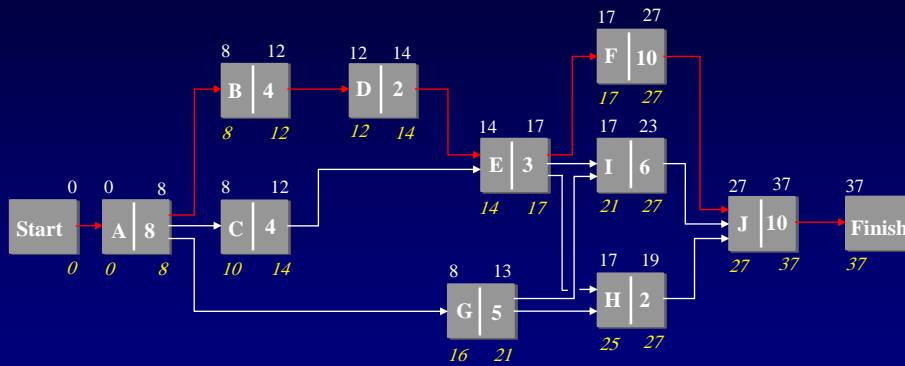 17 27
F 10
17 27
8 12
B 4
8 12
12 14
D 2
12 14
14 17
E 3
14 17
17 23
I 6
21 27
0
Start
0
0 8
A 8
0 8
8 12
C 4
10 14
27 37
J 10
27 37
37
Finish
37
8 13
G 5
16 21
17 19
H 2
25 27